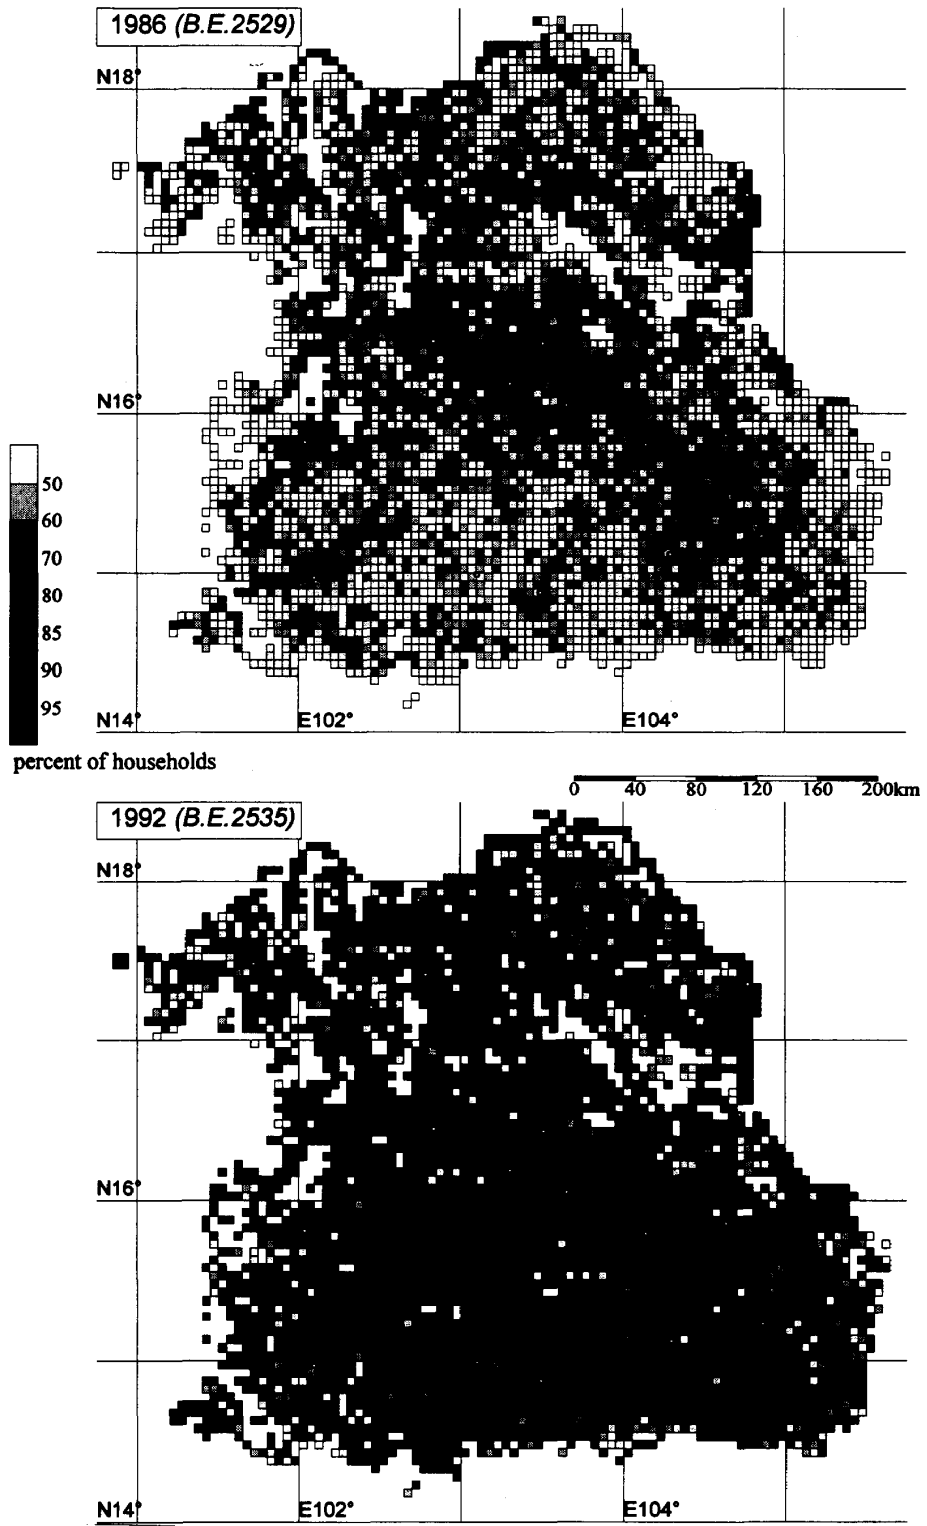 1986 (B.E.2529)
N18°
N16°
50
60
70
80
85
90
95
N14° E102° E104°
percent of households
0 40 80 120 160 200km
1992 (B.E.2535)
N18°
N16°
N14° E102° E104°